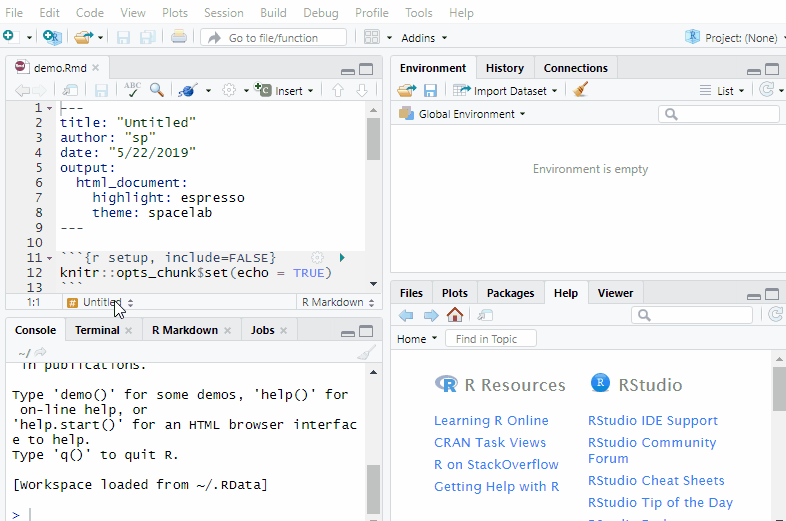 File Edit Code View Plots Session Build Debug Profile Tools Help
Go to file/function Addins Project: (None)
demo.Rmd
ABC Insert
1 ---
2 title: "Untitled"
3 author: "sp"
4 date: "5/22/2019"
5 output:
6 html_document:
7 highlight: espresso
8 theme: spacelab
9 ---
10
11 ```{r setup, include=FALSE}
12 knitr::opts_chunk$set(echo = TRUE)
13 ```
1:1 # Untitled R Markdown
Console Terminal R Markdown Jobs
~/
in publications.
Type 'demo()' for some demos, 'help()' for
on-line help, or
'help.start()' for an HTML browser interfac
e to help.
Type 'q()' to quit R.
[Workspace loaded from ~/.RData]
>
Environment History Connections
Import Dataset List
Global Environment
Environment is empty
Files Plots Packages Help Viewer
Home Find in Topic
R R Resources
Learning R Online
CRAN Task Views
R on StackOverflow
Getting Help with R
R RStudio
RStudio IDE Support
RStudio Community
Forum
RStudio Cheat Sheets
RStudio Tip of the Day